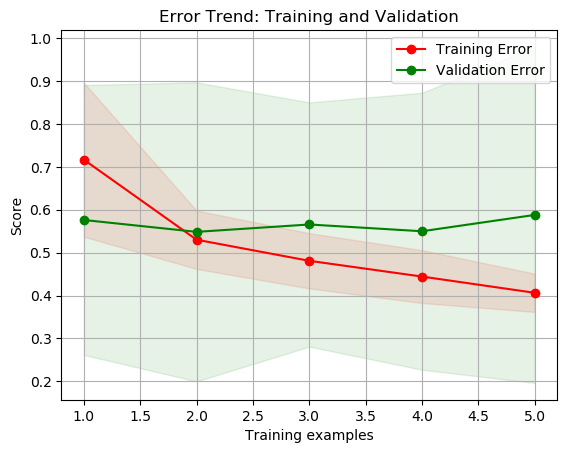 Error Trend: Training and Validation
1.0
0.9
0.8
0.7
0.6
0.5
0.4
0.3
0.2
Score
Training Error
Validation Error
1.0 1.5 2.0 2.5 3.0 3.5 4.0 4.5 5.0
Training examples